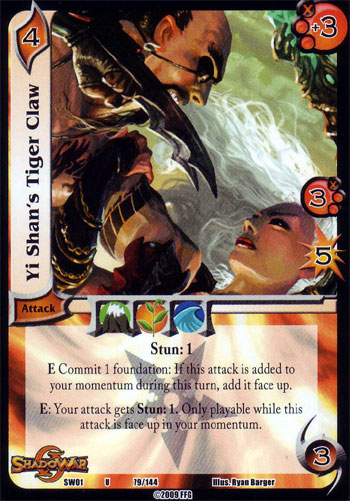 4
+3
Yi Shan's Tiger Claw
3
5
Attack
Stun: 1
E Commit 1 foundation: If this attack is added
to your momentum during this turn, add it face up.
E: Your attack gets Stun: 1. Only playable while this
attack is face up in your momentum.
SHADOWAR
SW01 U 79/144 Illus. Ryan Barger
3
©2009 FFG